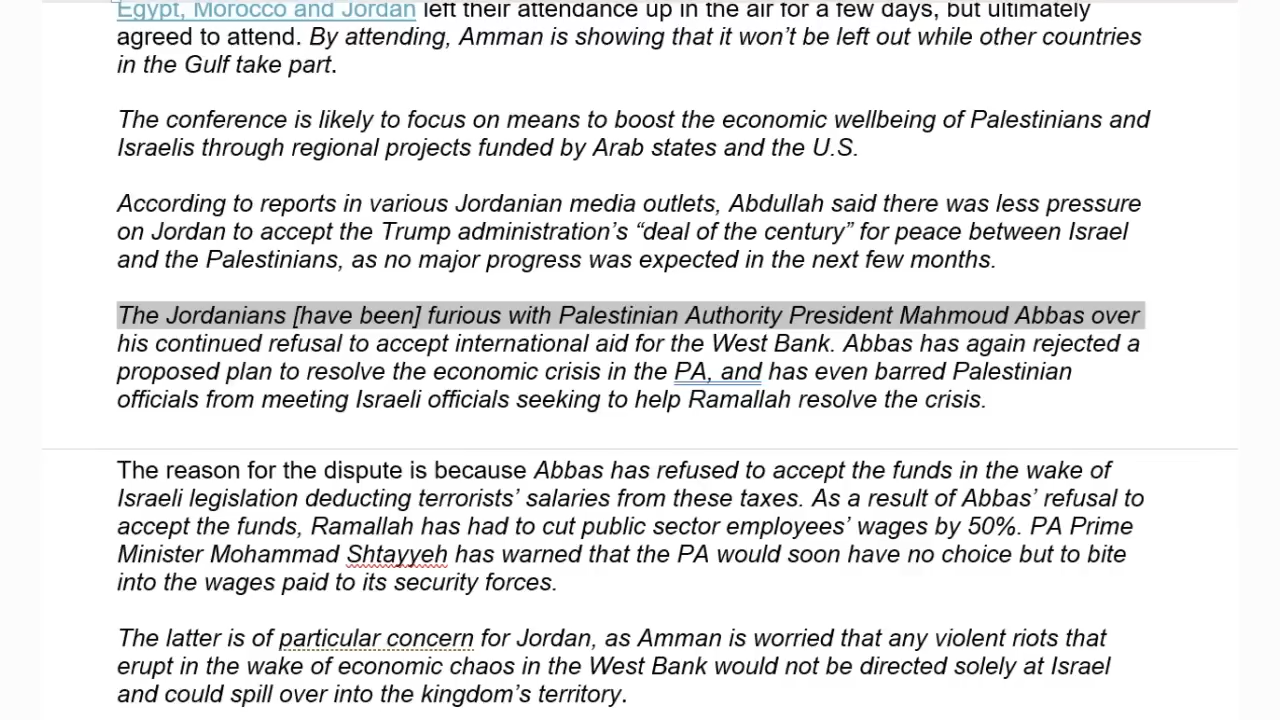 Egypt, Morocco and Jordan left their attendance up in the air for a few days, but ultimately
agreed to attend. By attending, Amman is showing that it won’t be left out while other countries
in the Gulf take part.
The conference is likely to focus on means to boost the economic wellbeing of Palestinians and
Israelis through regional projects funded by Arab states and the U.S.
According to reports in various Jordanian media outlets, Abdullah said there was less pressure
on Jordan to accept the Trump administration’s “deal of the century” for peace between Israel
and the Palestinians, as no major progress was expected in the next few months.
The Jordanians [have been] furious with Palestinian Authority President Mahmoud Abbas over
his continued refusal to accept international aid for the West Bank. Abbas has again rejected a
proposed plan to resolve the economic crisis in the PA, and has even barred Palestinian
officials from meeting Israeli officials seeking to help Ramallah resolve the crisis.
The reason for the dispute is because Abbas has refused to accept the funds in the wake of
Israeli legislation deducting terrorists’ salaries from these taxes. As a result of Abbas’ refusal to
accept the funds, Ramallah has had to cut public sector employees’ wages by 50%. PA Prime
Minister Mohammad Shtayyeh has warned that the PA would soon have no choice but to bite
into the wages paid to its security forces.
The latter is of particular concern for Jordan, as Amman is worried that any violent riots that
erupt in the wake of economic chaos in the West Bank would not be directed solely at Israel
and could spill over into the kingdom’s territory.